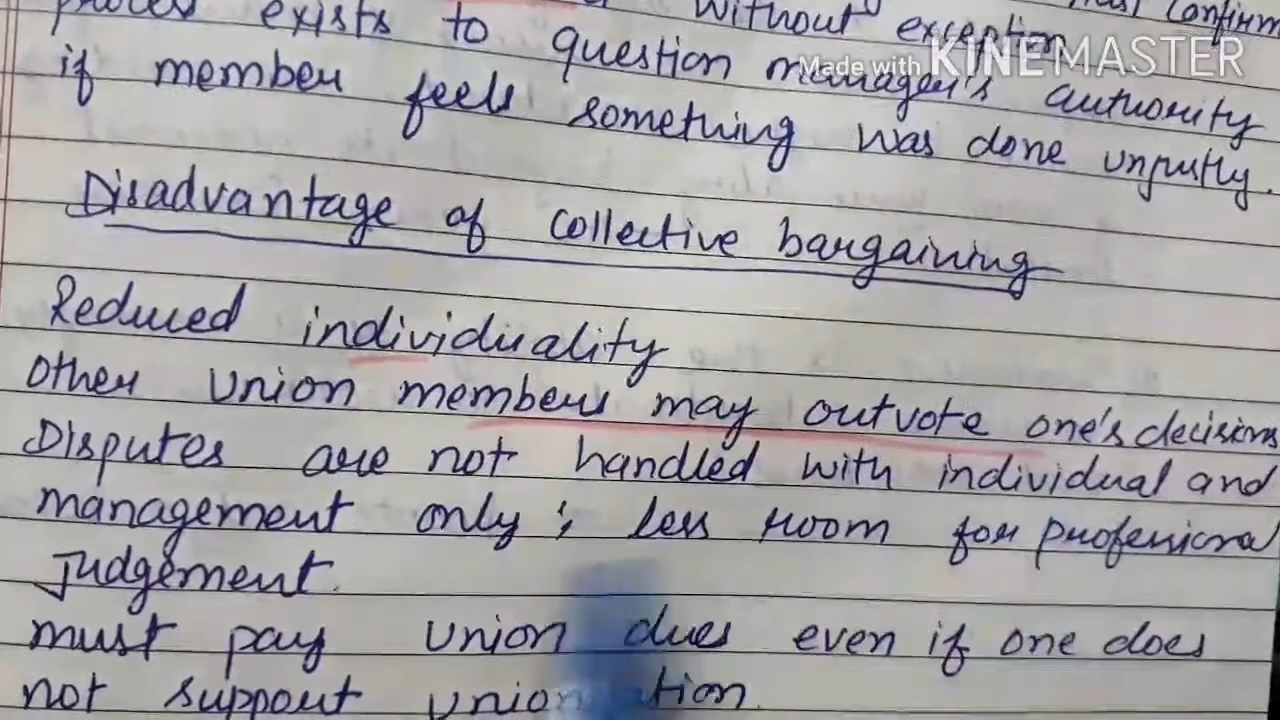 process exists to question manager's authority
without exception
must confirm
Made with KINEMASTER
if member feels something was done unjustly.
Disadvantage of collective bargaining
Reduced individuality
Other union members may outvote one's decisions
Disputes are not handled with individual and
management only; less room for professional
Judgement.
must pay union dues even if one does
not support union